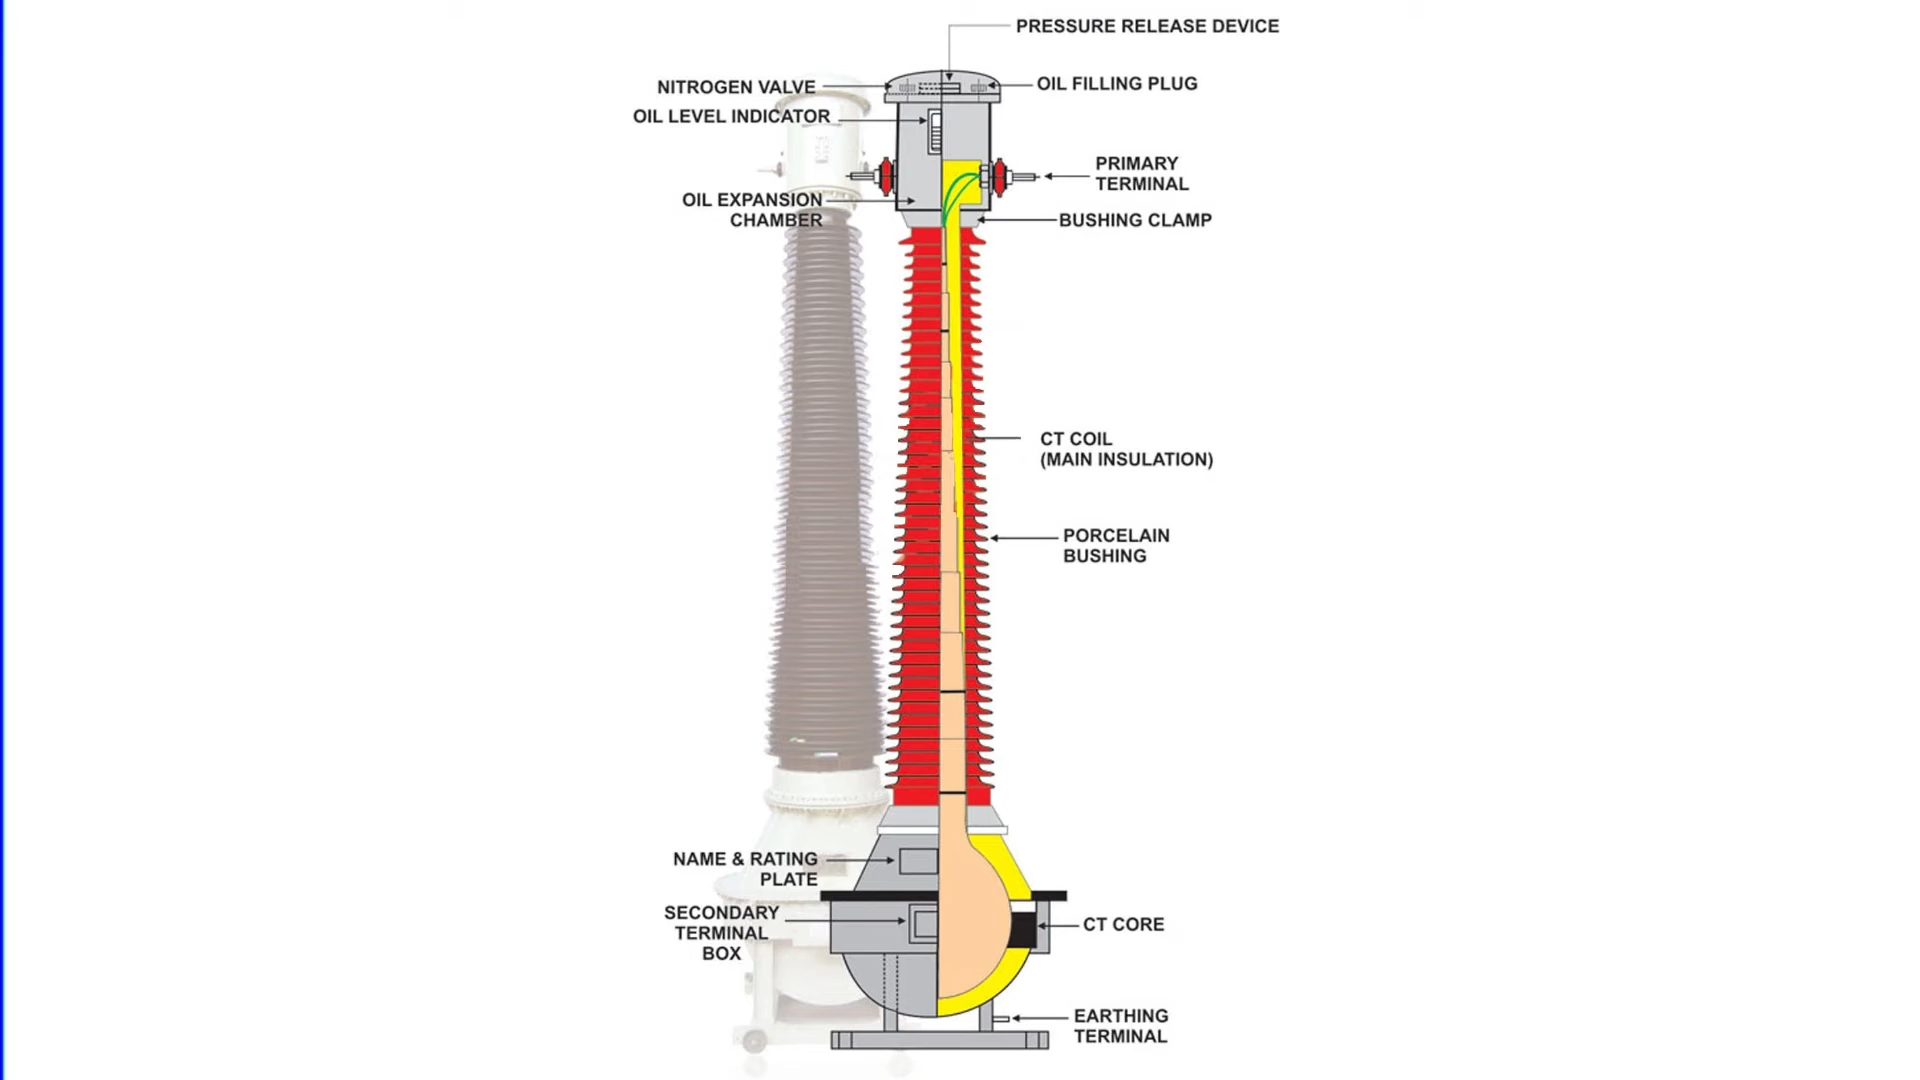 PRESSURE RELEASE DEVICE
NITROGEN VALVE
OIL FILLING PLUG
OIL LEVEL INDICATOR
PRIMARY
TERMINAL
OIL EXPANSION
CHAMBER
BUSHING CLAMP
CT COIL
(MAIN INSULATION)
PORCELAIN
BUSHING
NAME & RATING
PLATE
SECONDARY
TERMINAL
BOX
CT CORE
EARTHING
TERMINAL